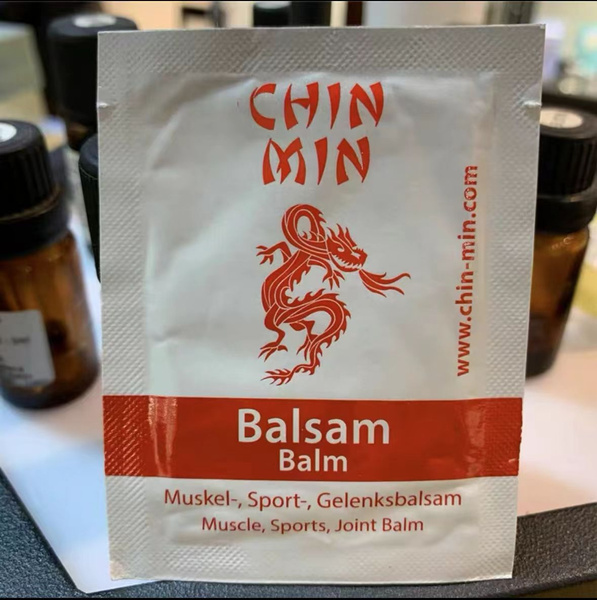 CHIN
MIN
www.chin-min.com
Balsam
Balm
Muskel-, Sport-, Gelenksbalsam
Muscle, Sports, Joint Balm